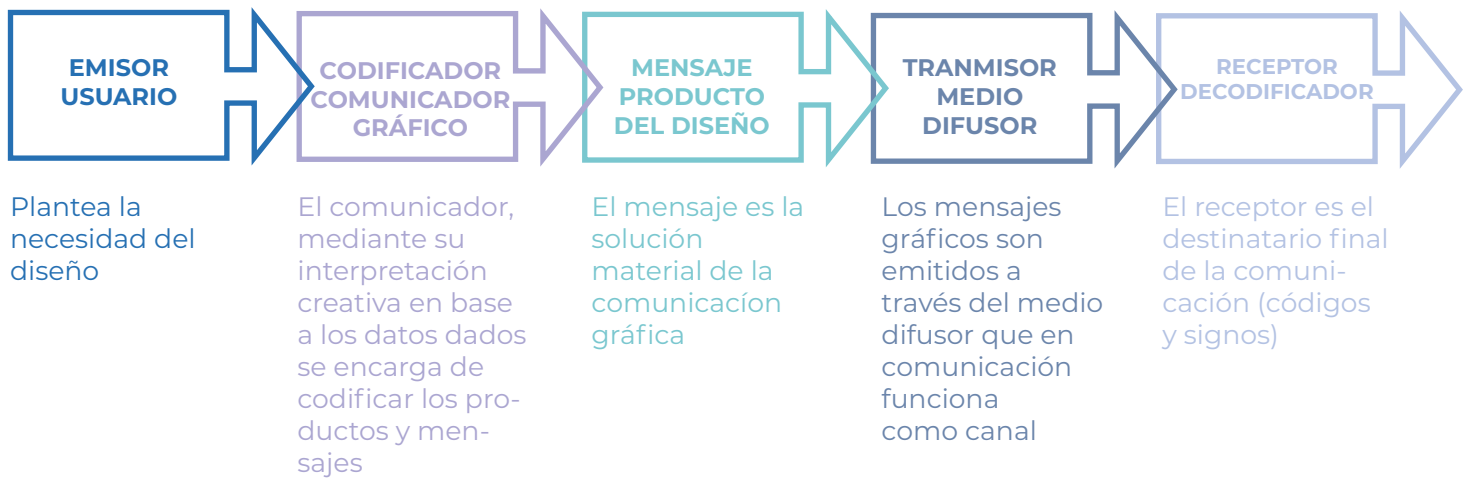 EMISOR
USUARIO
Plantea la
necesidad del
diseño
CODIFICADOR
COMUNICADOR
GRÁFICO
El comunicador,
mediante su
interpretación
creativa en base
a los datos dados
se encarga de
codificar los pro-
ductos y men-
sajes
MENSAJE
PRODUCTO
DEL DISEÑO
El mensaje es la
solución
material de la
comunicacíon
gráfica
TRANMISOR
MEDIO
DIFUSOR
Los mensajes
gráficos son
emitidos a
través del medio
difusor que en
comunicación
funciona
como canal
RECEPTOR
DECODIFICADOR
El receptor es el
destinatario final
de la comuni-
cación (códigos
y signos)